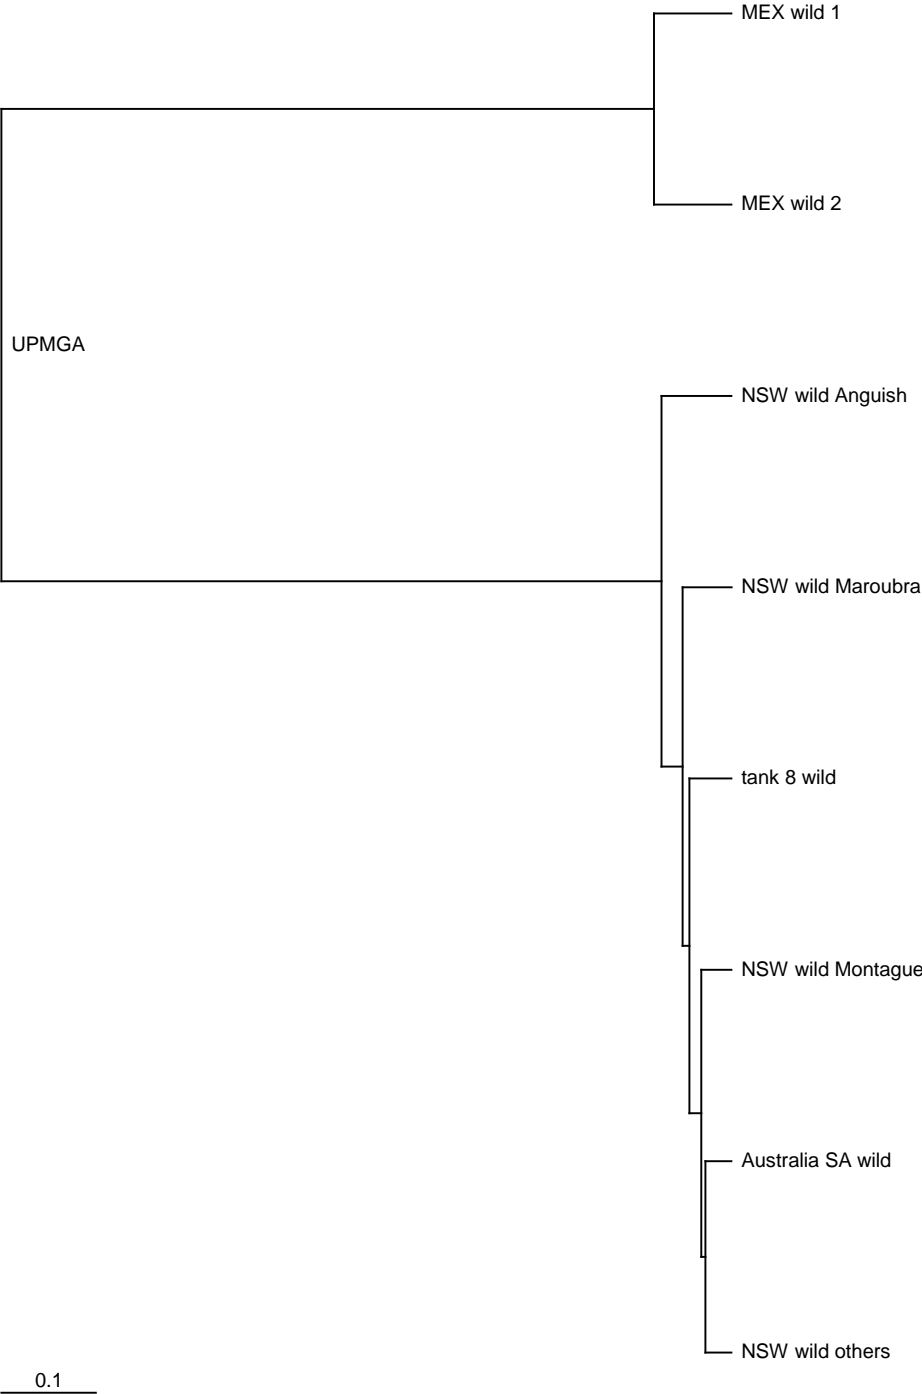 MEX wild 1
MEX wild 2
UPMGA
NSW wild Anguish
NSW wild Maroubra
tank 8 wild
NSW wild Montague
Australia SA wild
NSW wild others
0.1